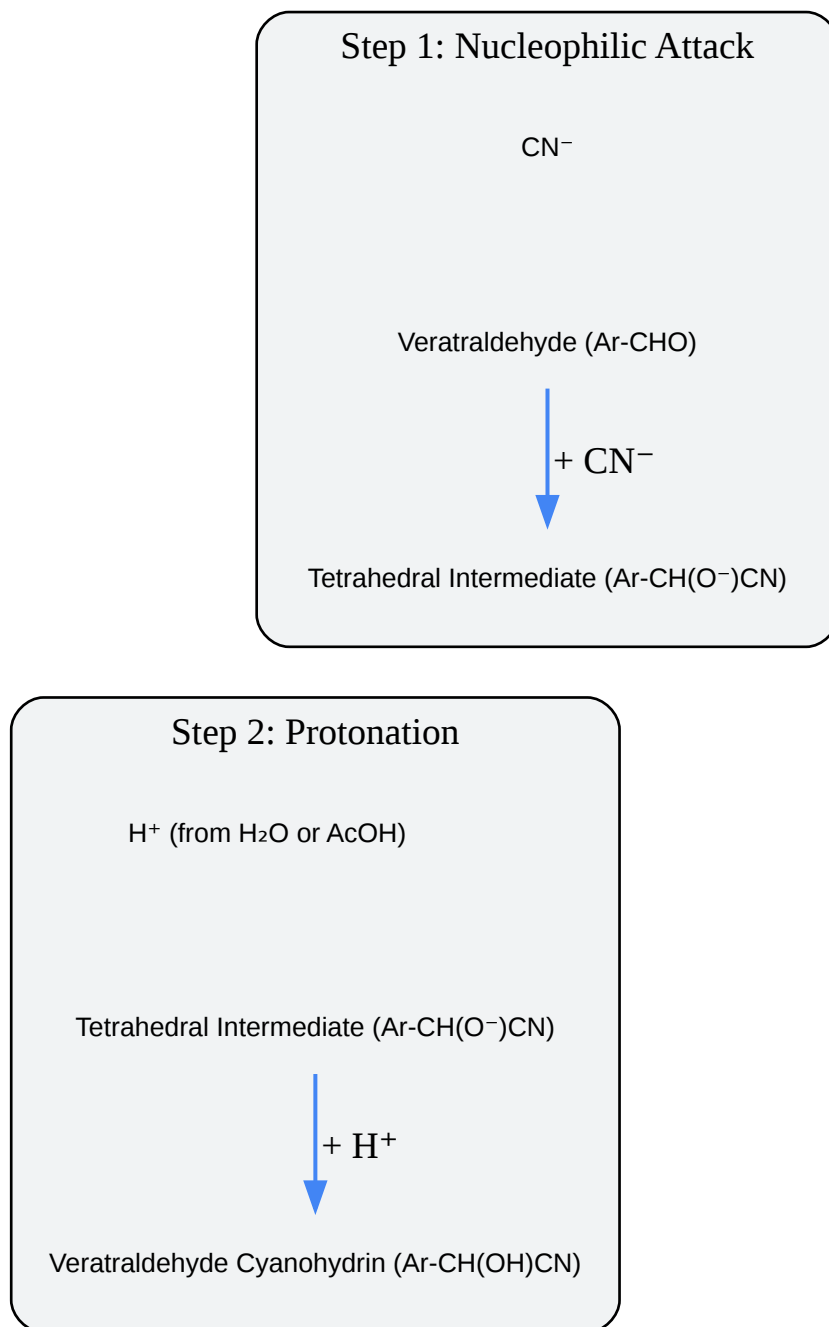 Step 1: Nucleophilic Attack
CN⁻
Veratraldehyde (Ar-CHO)
+ CN⁻
Tetrahedral Intermediate (Ar-CH(O⁻)CN)
Step 2: Protonation
H⁺ (from H₂O or AcOH)
Tetrahedral Intermediate (Ar-CH(O⁻)CN)
+ H⁺
Veratraldehyde Cyanohydrin (Ar-CH(OH)CN)